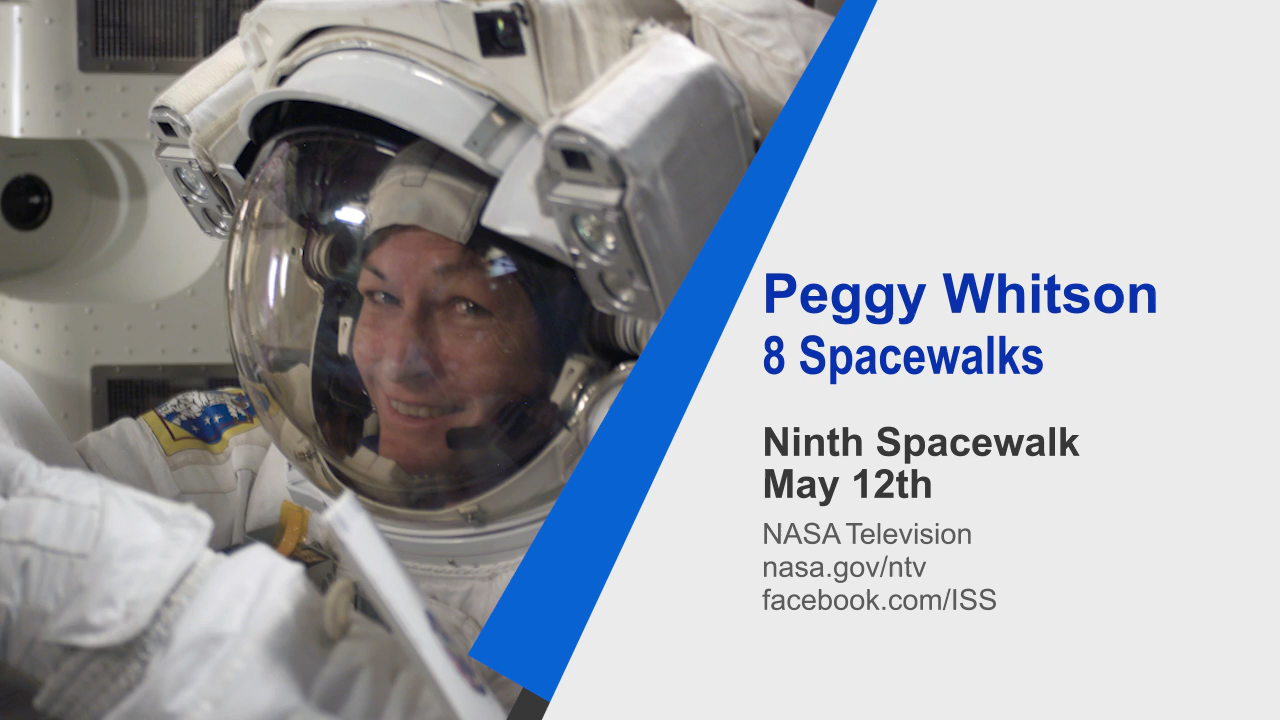 Peggy Whitson
8 Spacewalks
Ninth Spacewalk
May 12th
NASA Television
nasa.gov/ntv
facebook.com/ISS